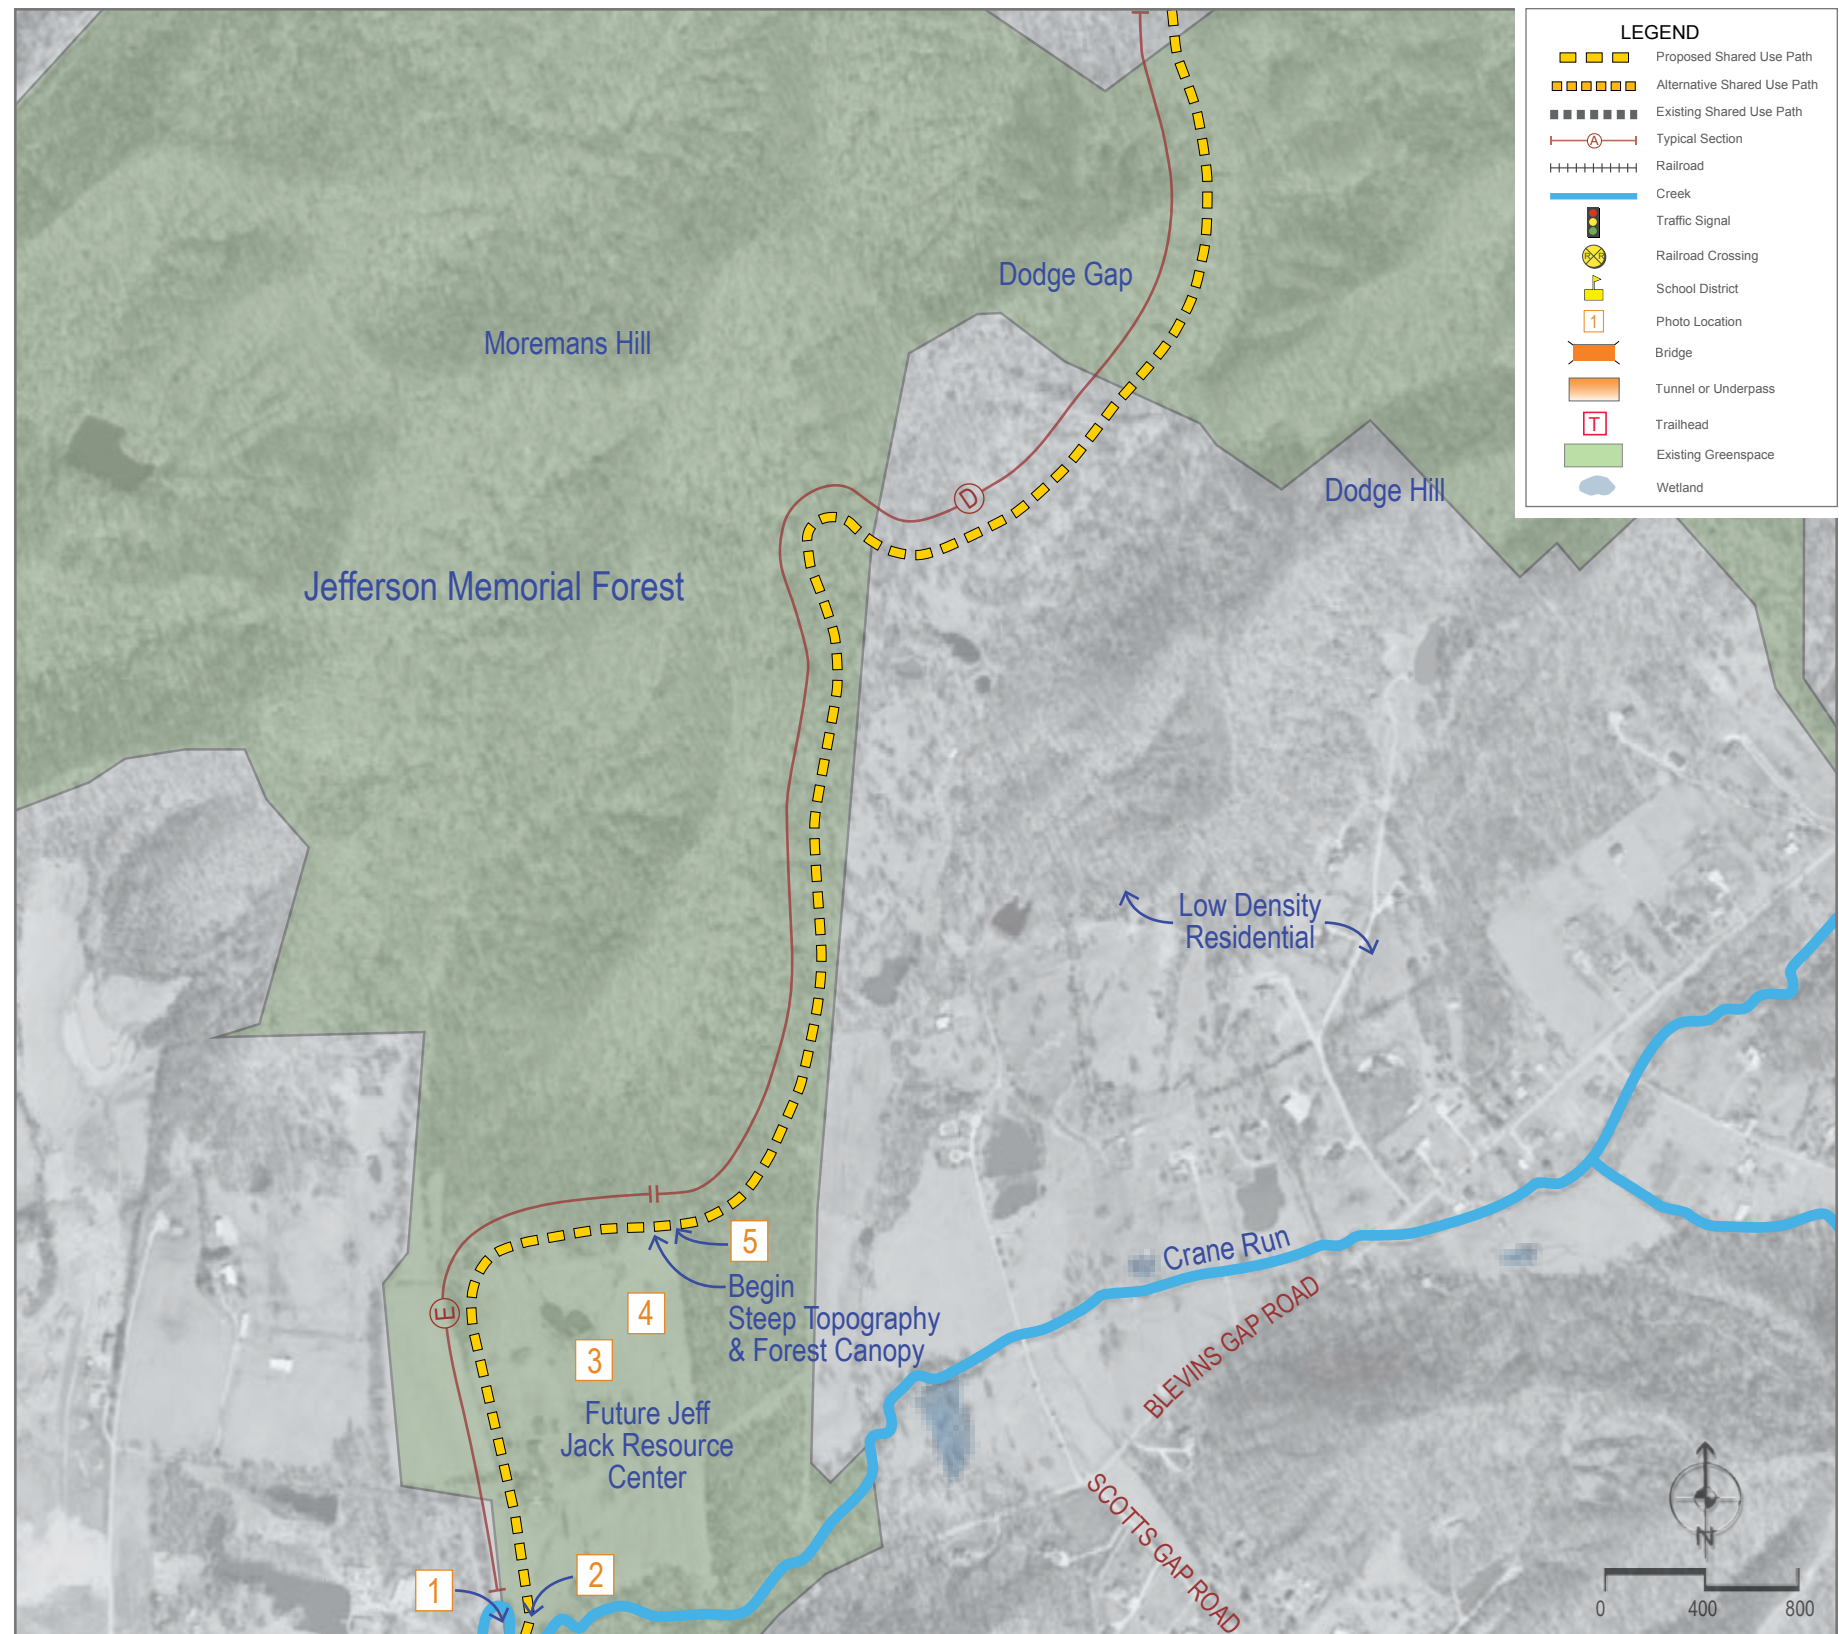 LEGEND
Proposed Shared Use Path
Alternative Shared Use Path
Existing Shared Use Path
A
Typical Section
Railroad
Creek
Traffic Signal
R R
Railroad Crossing
School District
1
Photo Location
Bridge
Tunnel or Underpass
T
Trailhead
Existing Greenspace
Wetland
Dodge Gap
Moremans Hill
D
Dodge Hill
Jefferson Memorial Forest
Low Density
Residential
5
Crane Run
Begin
Steep Topography
& Forest Canopy
E
4
3
BLEVINS GAP ROAD
Future Jeff
Jack Resource
Center
SCOTTS GAP ROAD
N
1
2
0 400 800